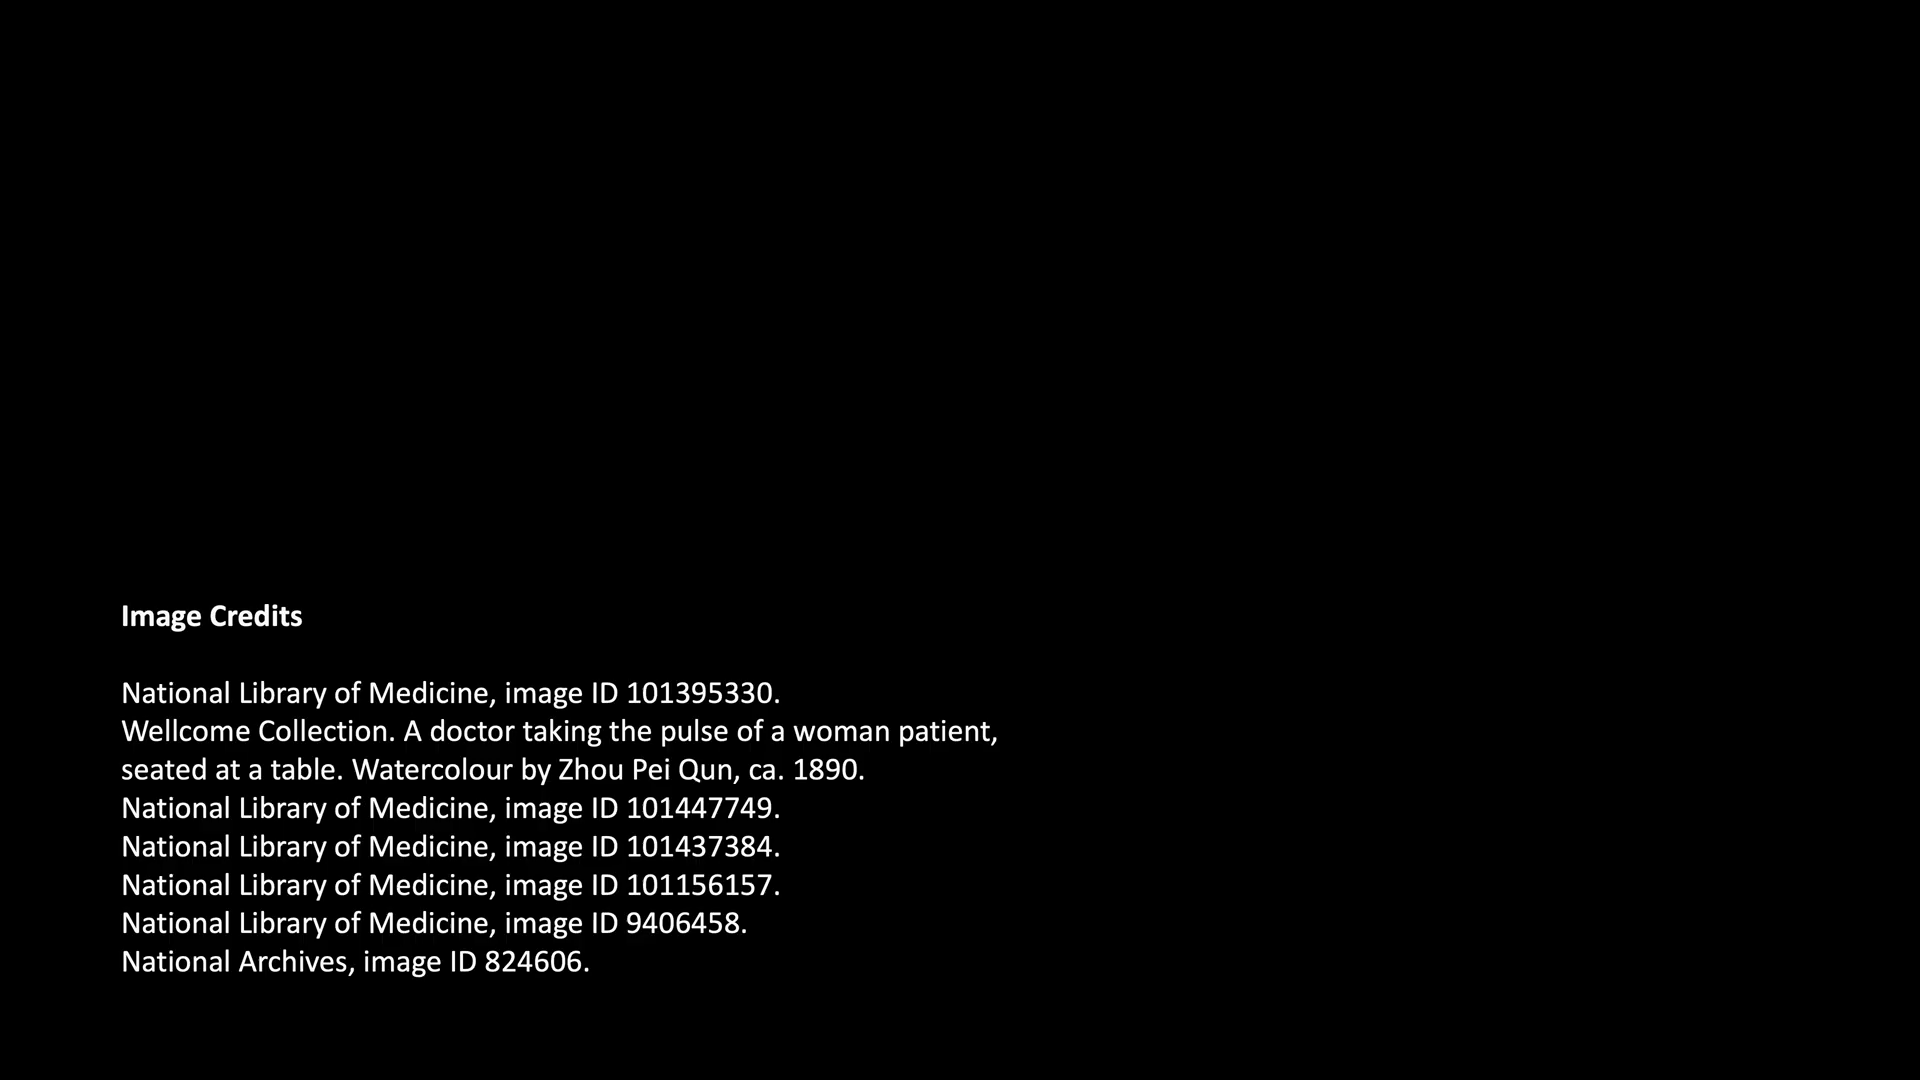 Image Credits
National Library of Medicine, image ID 101395330.
Wellcome Collection. A doctor taking the pulse of a woman patient,
seated at a table. Watercolour by Zhou Pei Qun, ca. 1890.
National Library of Medicine, image ID 101447749.
National Library of Medicine, image ID 101437384.
National Library of Medicine, image ID 101156157.
National Library of Medicine, image ID 9406458.
National Archives, image ID 824606.